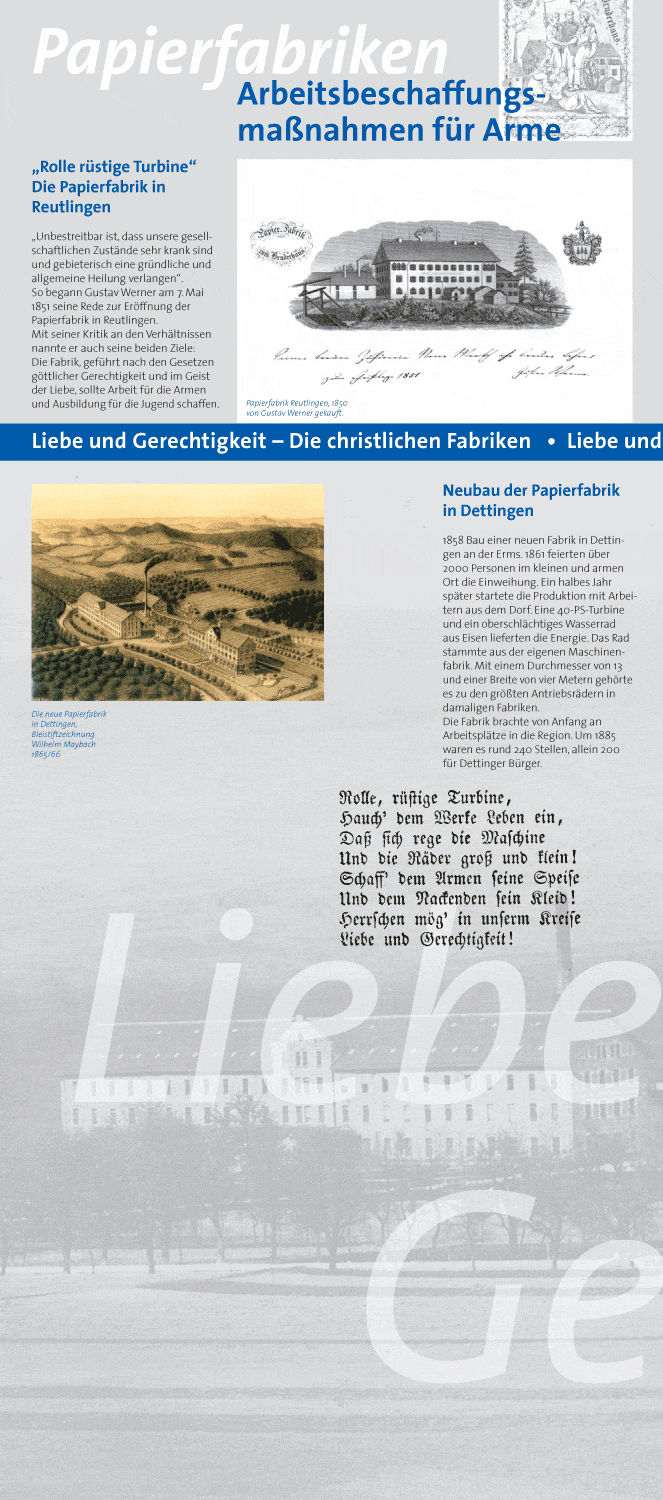 Papierfabriken
Bruderhaus
Arbeitsbeschaffungs-
maßnahmen für Arme
„Rolle rüstige Turbine“
Die Papierfabrik in
Reutlingen
„Unbestreitbar ist, dass unsere gesell-
schaftlichen Zustände sehr krank sind
und gebieterisch eine gründliche und
allgemeine Heilung verlangen“.
So begann Gustav Werner am 7. Mai
1851 seine Rede zur Eröffnung der
Papierfabrik in Reutlingen.
Mit seiner Kritik an den Verhältnissen
nannte er auch seine beiden Ziele:
Die Fabrik, geführt nach den Gesetzen
göttlicher Gerechtigkeit und im Geist
der Liebe, sollte Arbeit für die Armen
und Ausbildung für die Jugend schaffen.
Papier-Fabrik
zum Bruderhaus
1881
Papierfabrik Reutlingen, 1850
von Gustav Werner gekauft.
Liebe und Gerechtigkeit – Die christlichen Fabriken • Liebe und
Die neue Papierfabrik
in Dettingen,
Bleistiftzeichnung
Wilhelm Maybach
1865/66
Neubau der Papierfabrik
in Dettingen
1858 Bau einer neuen Fabrik in Dettin-
gen an der Erms. 1861 feierten über
2000 Personen im kleinen und armen
Ort die Einweihung. Ein halbes Jahr
später startete die Produktion mit Arbei-
tern aus dem Dorf. Eine 40-PS-Turbine
und ein oberschlächtiges Wasserrad
aus Eisen lieferten die Energie. Das Rad
stammte aus der eigenen Maschinen-
fabrik. Mit einem Durchmesser von 13
und einer Breite von vier Metern gehörte
es zu den größten Antriebsrädern in
damaligen Fabriken.
Die Fabrik brachte von Anfang an
Arbeitsplätze in die Region. Um 1885
waren es rund 240 Stellen, allein 200
für Dettinger Bürger.
Rolle, rüstige Turbine,
Hauch' dem Werke Leben ein,
Daß sich rege die Maschine
Und die Räder groß und klein!
Schaff' dem Armen seine Speise
Und dem Nackenden sein Kleid!
Herrschen mög' in unserm Kreise
Liebe und Gerechtigkeit!
Liebe
Ge